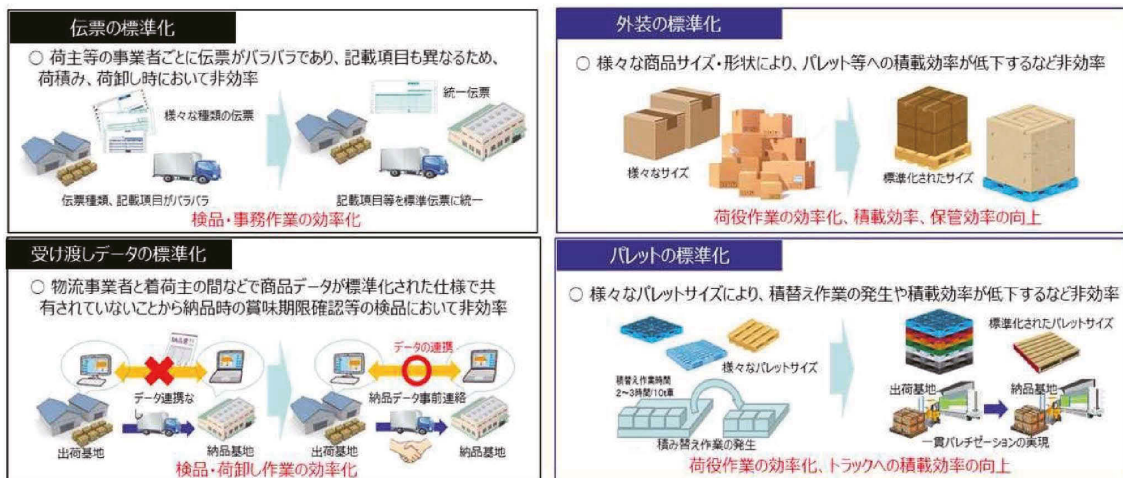 伝票の標準化
○ 荷主等の事業者ごとに伝票がバラバラであり、記載項目も異なるため、
荷積み、荷卸し時において非効率
様々な種類の伝票
統一伝票
伝票種類、記載項目がバラバラ
記載項目等を標準伝票に統一
検品・事務作業の効率化
外装の標準化
○ 様々な商品サイズ・形状により、パレット等への積載効率が低下するなど非効率
様々なサイズ
標準化されたサイズ
荷役作業の効率化、積載効率、保管効率の向上
受け渡しデータの標準化
○ 物流事業者と着荷主の間などで商品データが標準化された仕様で共
有されていないことから納品時の賞味期限確認等の検品において非効率
納品書
データ連携な
出荷基地
納品基地
データの連携
納品データ事前連絡
出荷基地
納品基地
検品・荷卸し作業の効率化
パレットの標準化
○ 様々なパレットサイズにより、積替え作業の発生や積載効率が低下するなど非効率
様々なパレットサイズ
積替え作業時間
2～3時間/10t車
積み替え作業の発生
標準化されたパレットサイズ
出荷基地
納品基地
一貫パレチゼーションの実現
荷役作業の効率化、トラックへの積載効率の向上